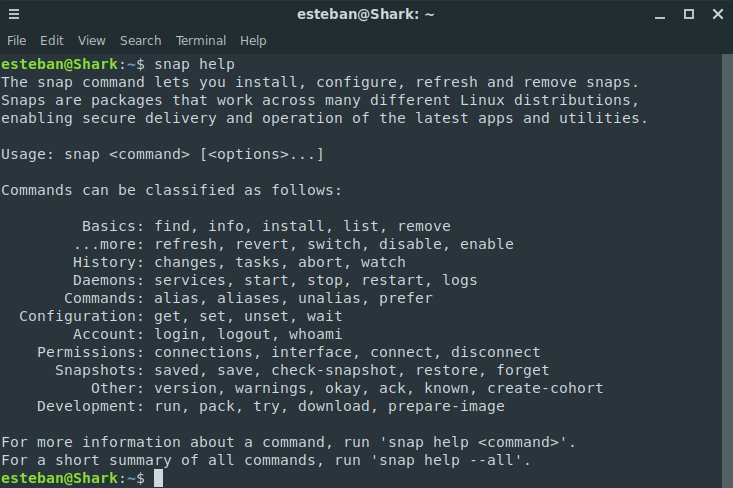 esteban@Shark: ~
File Edit View Search Terminal Help
esteban@Shark:~$ snap help
The snap command lets you install, configure, refresh and remove snaps.
Snaps are packages that work across many different Linux distributions,
enabling secure delivery and operation of the latest apps and utilities.
Usage: snap <command> [<options>...]
Commands can be classified as follows:
Basics: find, info, install, list, remove
...more: refresh, revert, switch, disable, enable
History: changes, tasks, abort, watch
Daemons: services, start, stop, restart, logs
Commands: alias, aliases, unalias, prefer
Configuration: get, set, unset, wait
Account: login, logout, whoami
Permissions: connections, interface, connect, disconnect
Snapshots: saved, save, check-snapshot, restore, forget
Other: version, warnings, okay, ack, known, create-cohort
Development: run, pack, try, download, prepare-image
For more information about a command, run 'snap help <command>'.
For a short summary of all commands, run 'snap help --all'.
esteban@Shark:~$